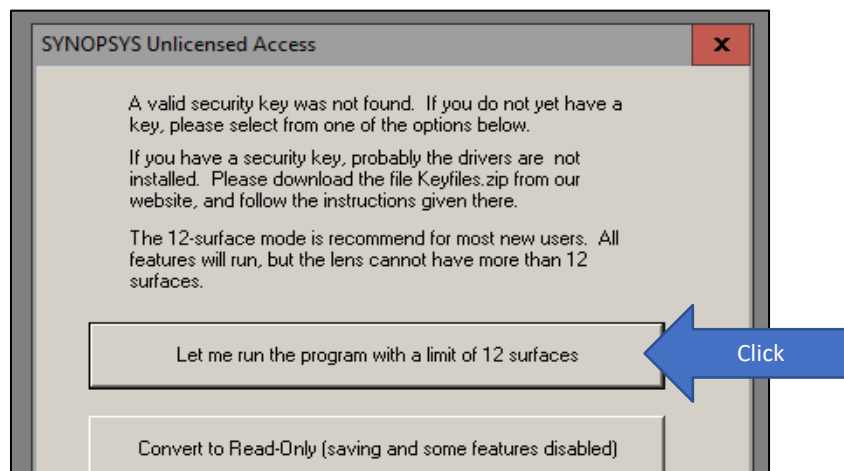 SYNOPSYS Unlicensed Access
x
A valid security key was not found. If you do not yet have a
key, please select from one of the options below.
If you have a security key, probably the drivers are not
installed. Please download the file Keyfiles.zip from our
website, and follow the instructions given there.
The 12-surface mode is recommend for most new users. All
features will run, but the lens cannot have more than 12
surfaces.
Let me run the program with a limit of 12 surfaces
Click
Convert to Read-Only (saving and some features disabled)